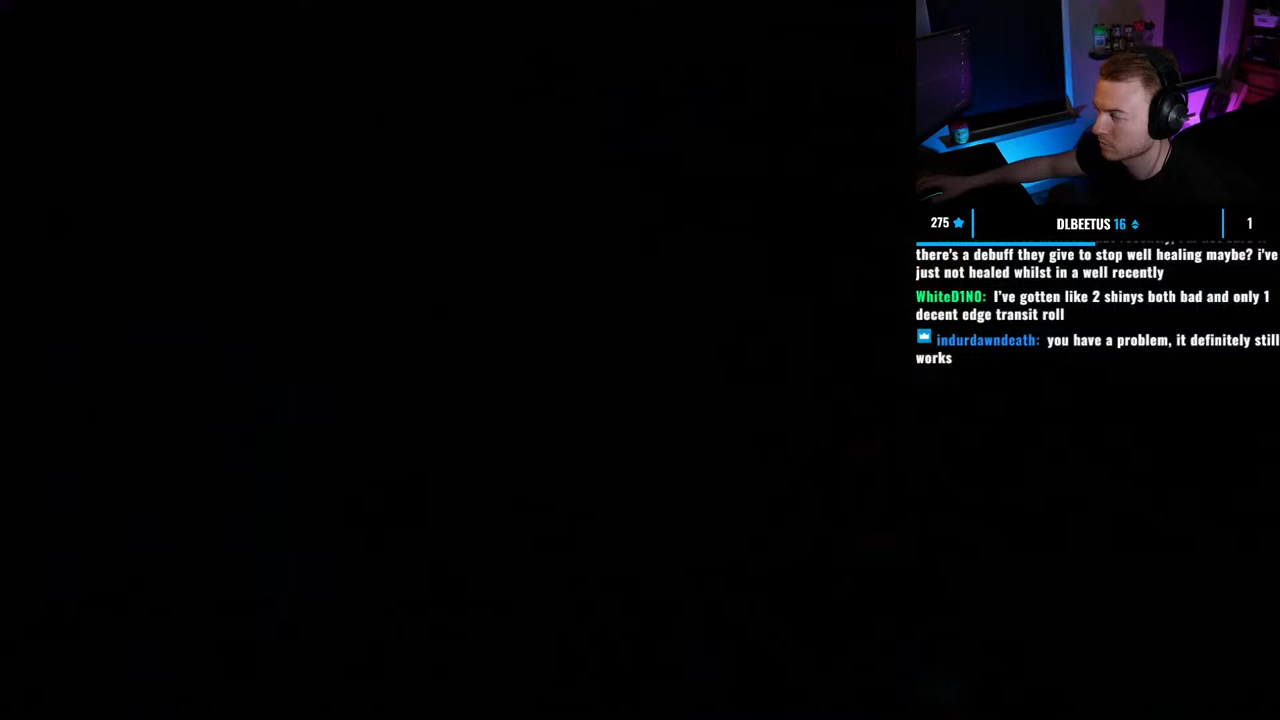 275
DLBEETUS 16
1
there's a debuff they give to stop well healing maybe? i've
just not healed whilst in a well recently
WhiteD1NO: I've gotten like 2 shinys both bad and only 1
decent edge transit roll
indurdawndeath: you have a problem, it definitely still
works